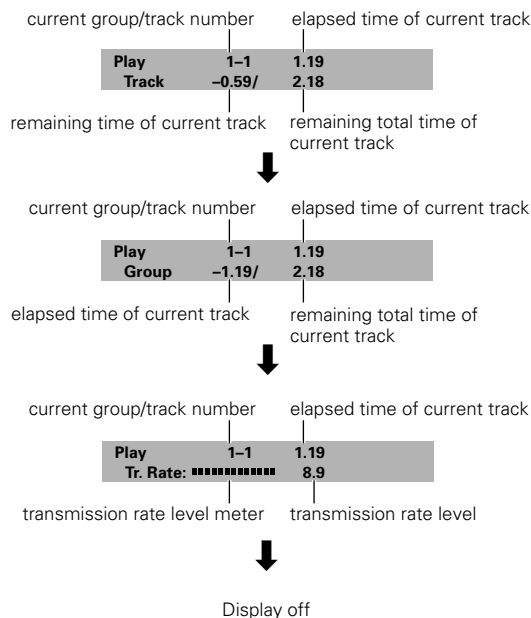 current group/track number elapsed time of current track
Play 1–1 1.19
Track –0.59/ 2.18
remaining time of current track remaining total time of
current track
current group/track number elapsed time of current track
Play 1–1 1.19
Group –1.19/ 2.18
elapsed time of current track remaining total time of
current track
current group/track number elapsed time of current track
Play 1–1 1.19
Tr. Rate: 8.9
transmission rate level meter transmission rate level
Display off